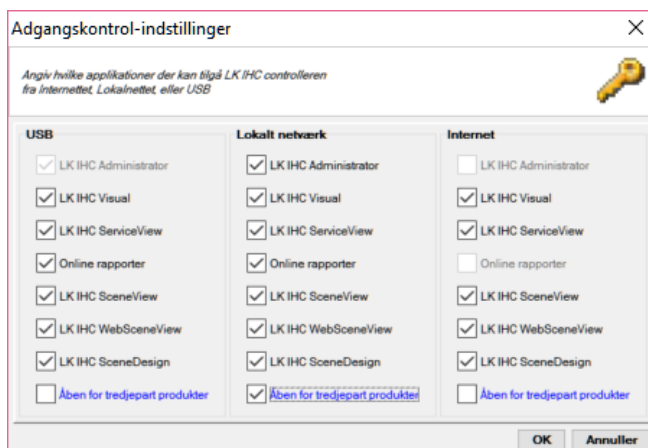 Adgangskontrol-indstillinger
Angiv hvilke applikationer der kan tilgå LK IHC controlleren
fra Internettet, Lokalnettet, eller USB
USB
LK IHC Administrator
LK IHC Visual
LK IHC ServiceView
Online rapporter
LK IHC SceneView
LK IHC WebSceneView
LK IHC SceneDesign
Åben for tredjepart produkter
Lokalt netværk
LK IHC Administrator
LK IHC Visual
LK IHC ServiceView
Online rapporter
LK IHC SceneView
LK IHC WebSceneView
LK IHC SceneDesign
Åben for tredjepart produkter
Internet
LK IHC Administrator
LK IHC Visual
LK IHC ServiceView
Online rapporter
LK IHC SceneView
LK IHC WebSceneView
LK IHC SceneDesign
Åben for tredjepart produkter
OK
Annuller